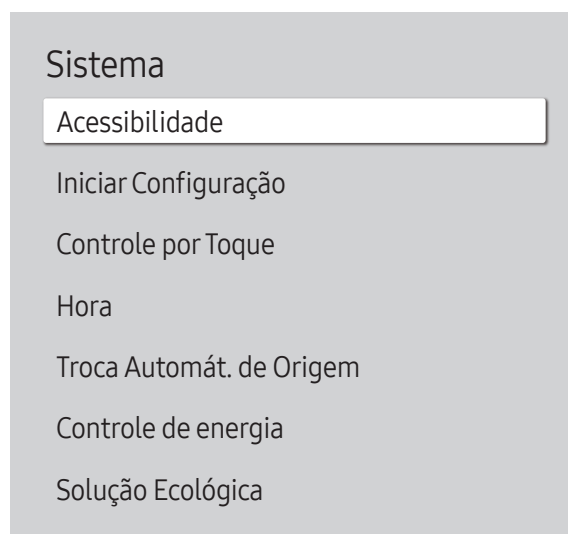 Sistema
Acessibilidade
Iniciar Configuração
Controle por Toque
Hora
Troca Automát. de Origem
Controle de energia
Solução Ecológica